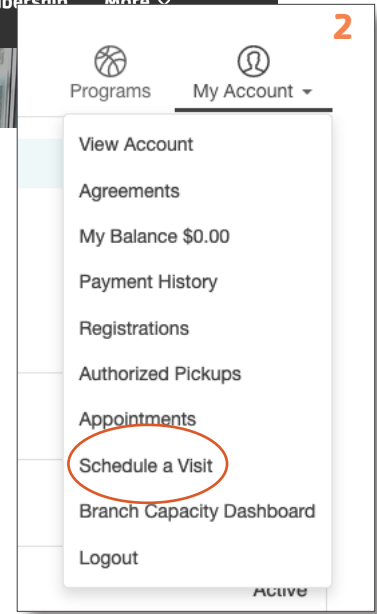 More
2
Programs My Account
View Account
Agreements
My Balance $0.00
Payment History
Registrations
Authorized Pickups
Appointments
Schedule a Visit
Branch Capacity Dashboard
Logout
Active